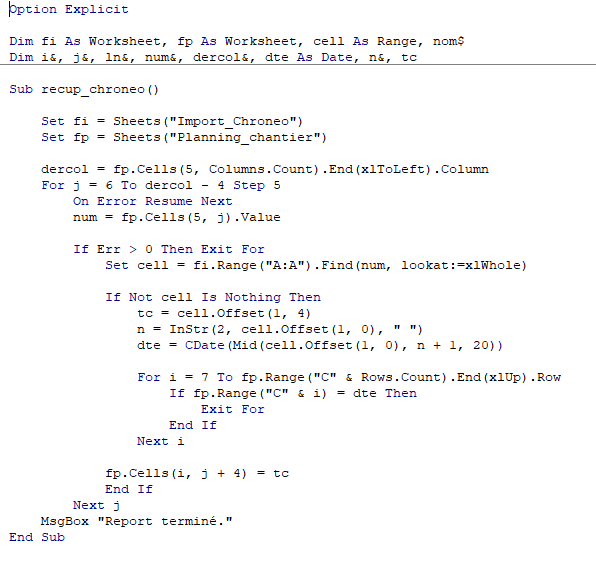 Option Explicit
Dim fi As Worksheet, fp As Worksheet, cell As Range, nom$
Dim i&, j&, ln&, num&, dercol&, dte As Date, n&, tc
Sub recup_chroneo()
Set fi = Sheets("Import_Chroneo")
Set fp = Sheets("Planning_chantier")
dercol = fp.Cells(5, Columns.Count).End(xlToLeft).Column
For j = 6 To dercol - 4 Step 5
On Error Resume Next
num = fp.Cells(5, j).Value
If Err > 0 Then Exit For
Set cell = fi.Range("A:A").Find(num, lookat:=xlWhole)
If Not cell Is Nothing Then
tc = cell.Offset(1, 4)
n = InStr(2, cell.Offset(1, 0), " ")
dte = CDate(Mid(cell.Offset(1, 0), n + 1, 20))
For i = 7 To fp.Range("C" & Rows.Count).End(xlUp).Row
If fp.Range("C" & i) = dte Then
Exit For
End If
Next i
fp.Cells(i, j + 4) = tc
End If
Next j
MsgBox "Report terminé."
End Sub